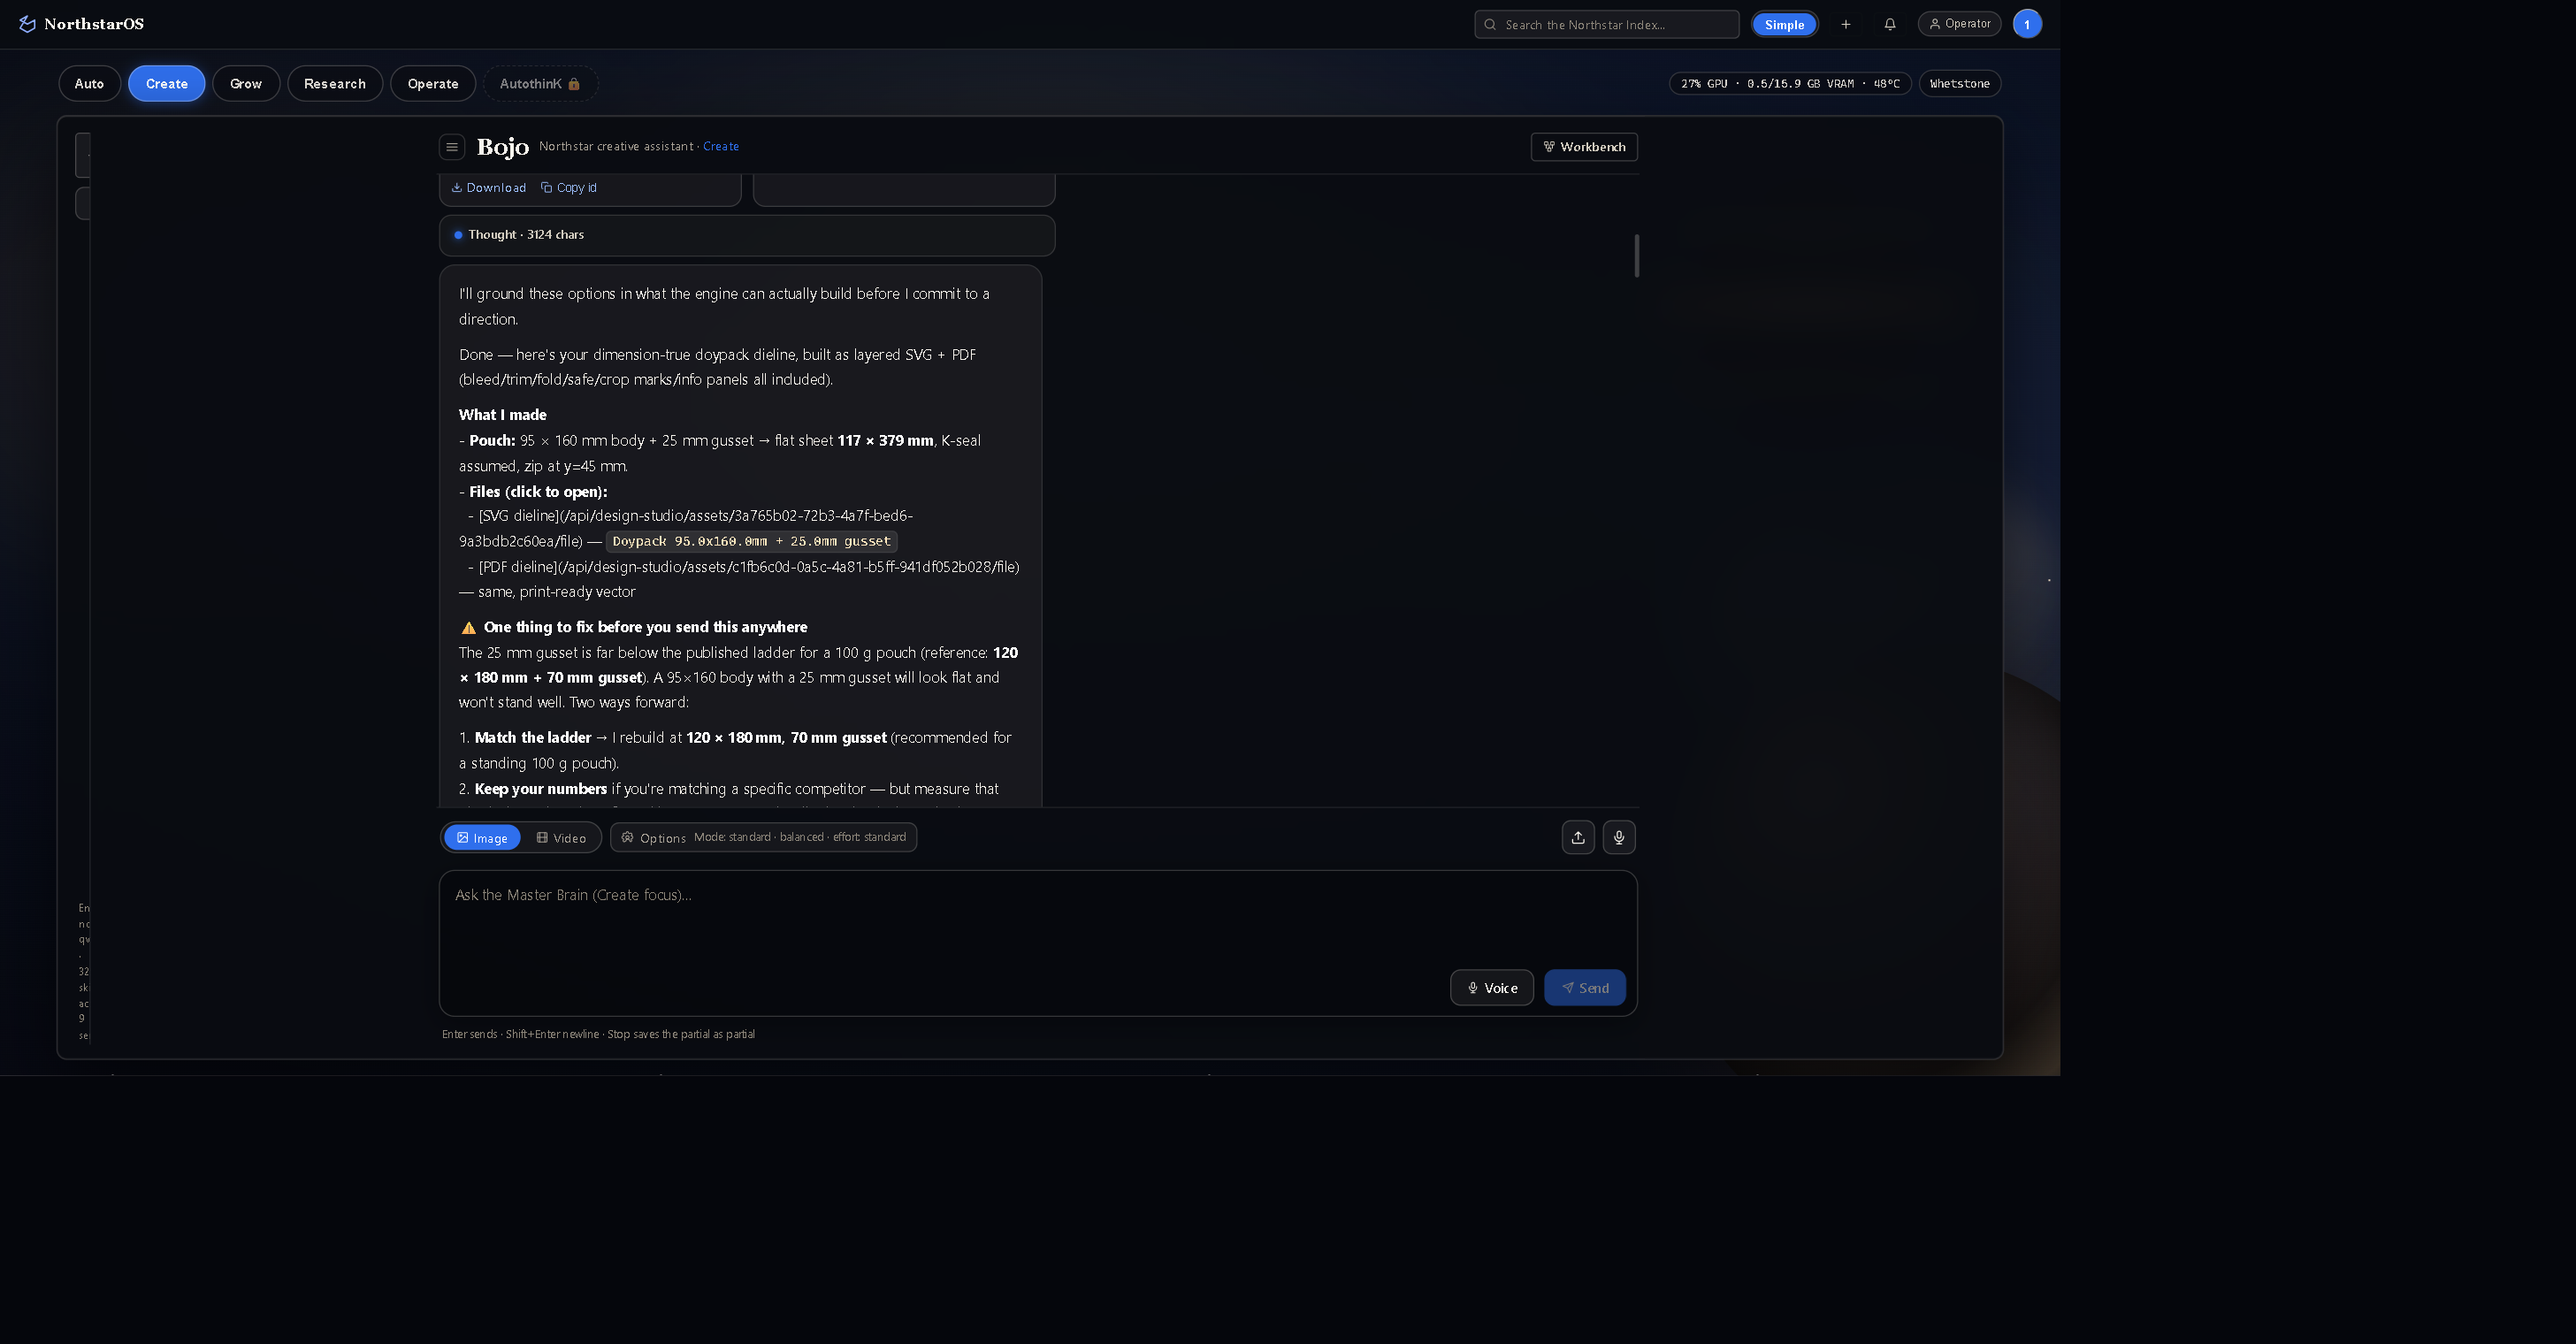 NorthstarOS
Search the Northstar Index...
Simple
Operator
1
Auto
Create
Grow
Research
Operate
AutothinK
27% GPU · 0.5/15.9 GB VRAM · 48°C
Whetstone
Bojo
Northstar creative assistant · Create
Workbench
Download
Copy id
Thought · 3124 chars
I'll ground these options in what the engine can actually build before I commit to a
direction.
Done — here's your dimension-true doypack dieline, built as layered SVG + PDF
(bleed/trim/fold/safe/crop marks/info panels all included).
What I made
- Pouch: 95 × 160 mm body + 25 mm gusset → flat sheet 117 × 379 mm, K-seal
assumed, zip at y=45 mm.
- Files (click to open):
- [SVG dieline](/api/design-studio/assets/3a765b02-72b3-4a7f-bed6-
9a3bdb2c60ea/file) — Doypack 95.0x160.0mm + 25.0mm gusset
- [PDF dieline](/api/design-studio/assets/c1fb6c0d-0a5c-4a81-b5ff-941df052b028/file)
— same, print-ready vector
⚠️ One thing to fix before you send this anywhere
The 25 mm gusset is far below the published ladder for a 100 g pouch (reference: 120
× 180 mm + 70 mm gusset). A 95×160 body with a 25 mm gusset will look flat and
won't stand well. Two ways forward:
1. Match the ladder → I rebuild at 120 × 180 mm, 70 mm gusset (recommended for
a standing 100 g pouch).
2. Keep your numbers if you're matching a specific competitor — but measure that
Image
Video
Options
Mode: standard · balanced · effort: standard
Ask the Master Brain (Create focus)...
Voice
Send
Enter sends · Shift+Enter newline · Stop saves the partial as partial
En
nc
qw
·
32
sk
ac
9
se